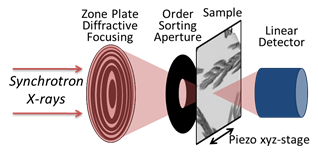 Zone Plate
Diffractive
Focusing
Order
Sorting
Aperture
Sample
Linear
Detector
Synchrotron
X-rays
Piezo xyz-stage